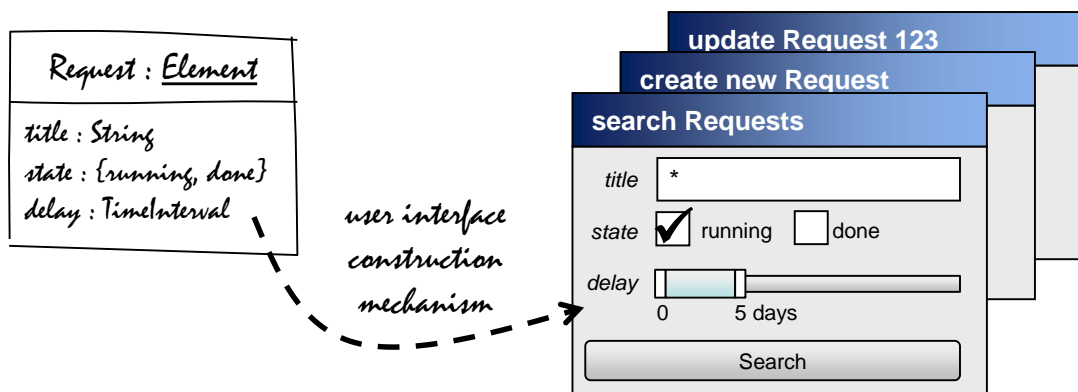 Request : Element
title : String
state : {running, done}
delay : TimeInterval
user interface
construction
mechanism
update Request 123
create new Request
search Requests
title *
state running done
delay
0 5 days
Search